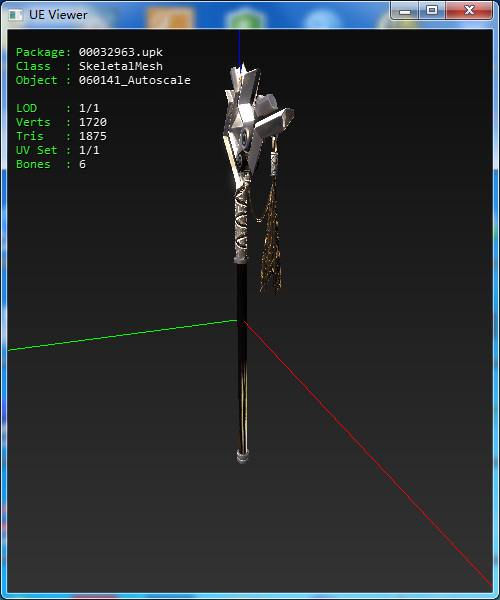 UE Viewer
Package: 00032963.upk
Class : SkeletalMesh
Object : 060141_Autoscale
LOD : 1/1
Verts : 1720
Tris : 1875
UV Set : 1/1
Bones : 6